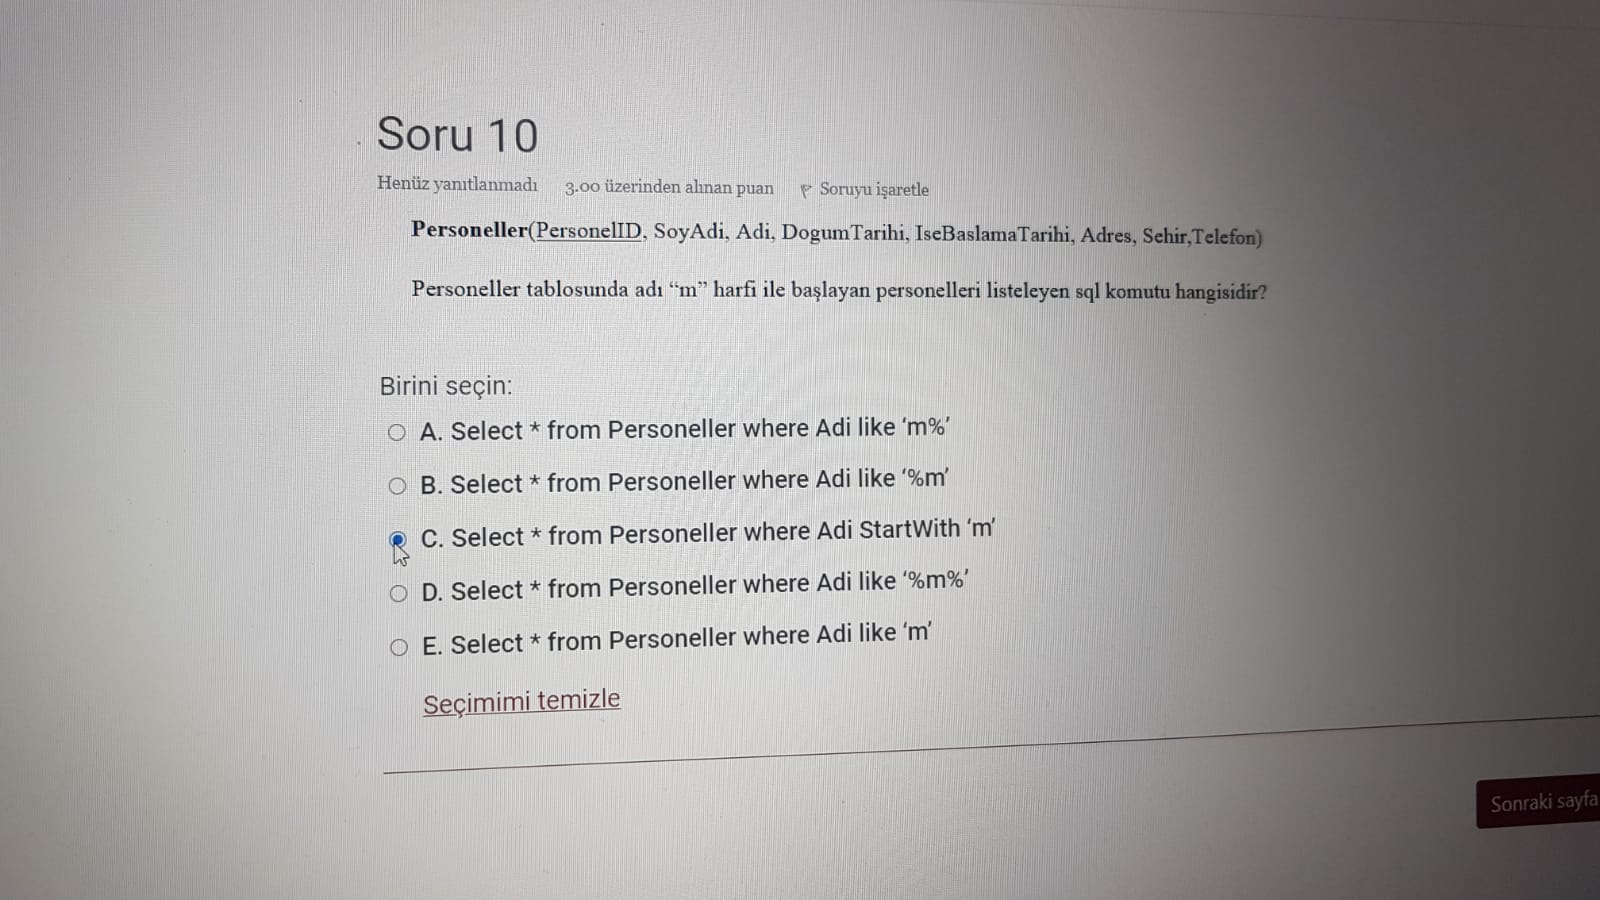 Soru 10
Henüz yanıtlanmadı 3.00 üzerinden alınan puan Soruyu işaretle
Personeller(PersonelID, SoyAdi, Adi, DogumTarihi, IseBaslamaTarihi, Adres, Sehir,Telefon)
Personeller tablosunda adı “m” harfi ile başlayan personelleri listeleyen sql komutu hangisidir?
Birini seçin:
A. Select * from Personeller where Adi like ‘m%’
B. Select * from Personeller where Adi like ‘%m’
C. Select * from Personeller where Adi StartWith ‘m’
D. Select * from Personeller where Adi like ‘%m%’
E. Select * from Personeller where Adi like ‘m’
Seçimimi temizle
Sonraki sayfa